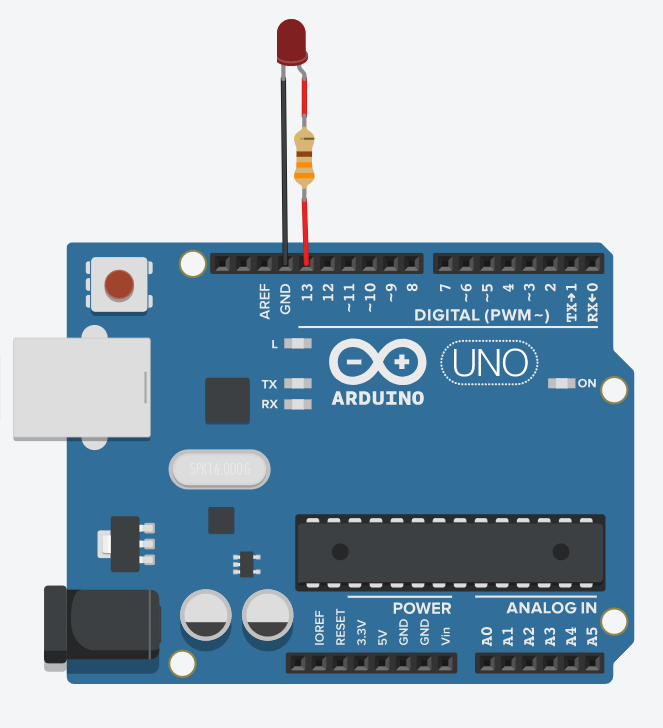 AREF
GND
13
12
~11
~10
~9
8
7
~6
~5
4
~3
2
TX→1
RX←0
DIGITAL (PWM~)
L
TX
RX
ARDUINO
UNO
ON
SPK16.000G
POWER
ANALOG IN
IOREF
RESET
3.3V
5V
GND
GND
Vin
A0
A1
A2
A3
A4
A5